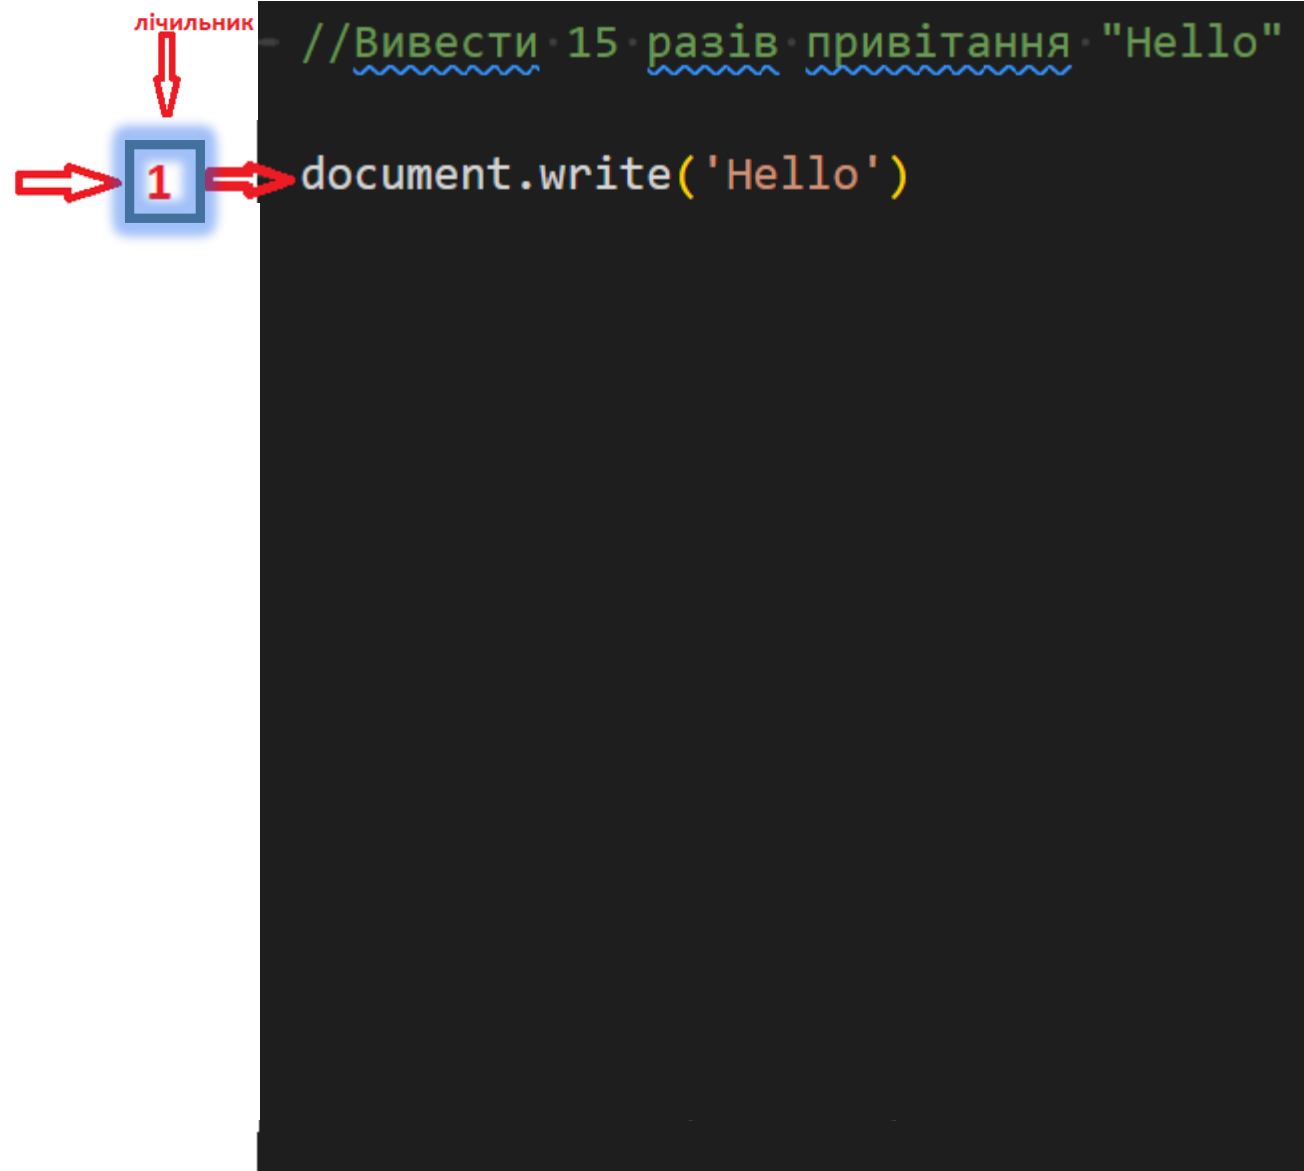 лічильник
//Вивести 15 разів привітання "Hello"
1
document.write('Hello')